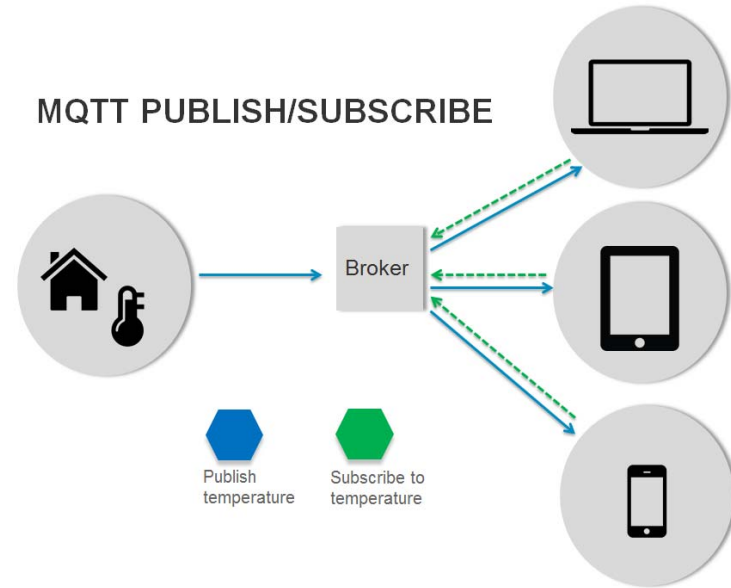 MQTT PUBLISH/SUBSCRIBE
Broker
Publish
temperature
Subscribe to
temperature